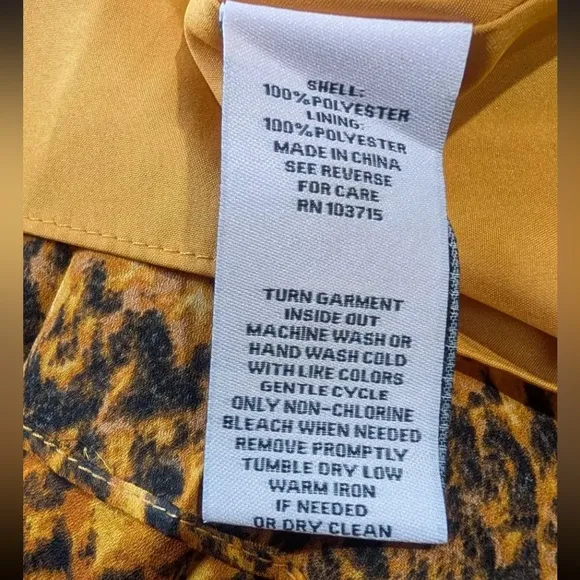 SHELL:
100% POLYESTER
LINING:
100% POLYESTER
MADE IN CHINA
SEE REVERSE
FOR CARE
RN 103715
TURN GARMENT
INSIDE OUT
MACHINE WASH OR
HAND WASH COLD
WITH LIKE COLORS
GENTLE CYCLE
ONLY NON-CHLORINE
BLEACH WHEN NEEDED
REMOVE PROMPTLY
TUMBLE DRY LOW
WARM IRON
IF NEEDED
OR DRY CLEAN